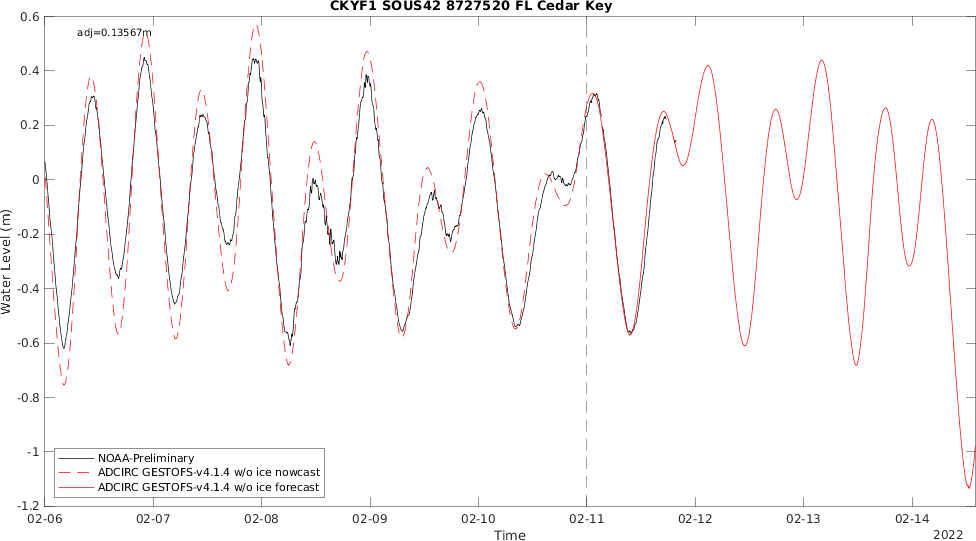 CKYF1 SOUS42 8727520 FL Cedar Key
adj=0.13567m
0.6
0.4
0.2
0
-0.2
-0.4
-0.6
-0.8
-1
-1.2
Water Level (m)
NOAA-Preliminary
ADCIRC GESTOFS-v4.1.4 w/o ice nowcast
ADCIRC GESTOFS-v4.1.4 w/o ice forecast
02-06 02-07 02-08 02-09 02-10 02-11 02-12 02-13 02-14
Time
2022